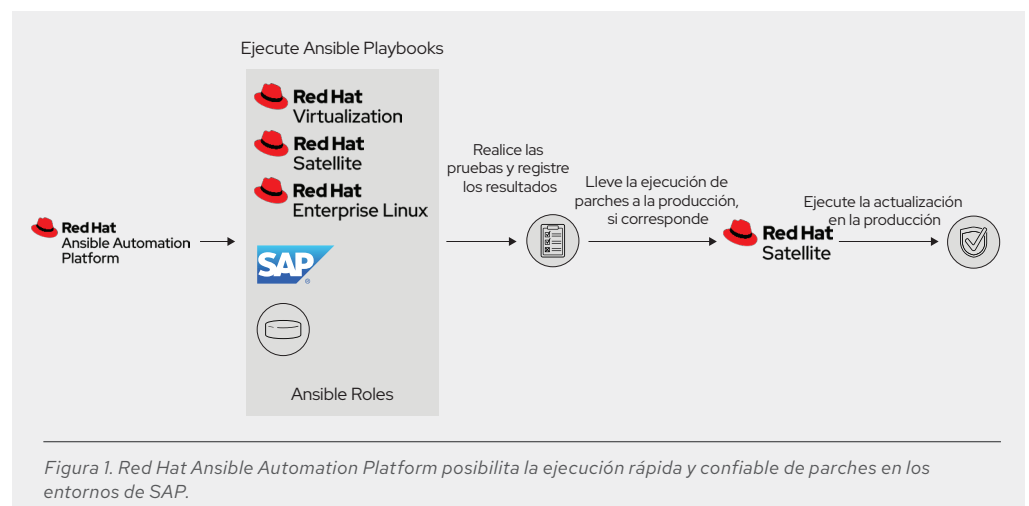 Ejecute Ansible Playbooks
Red Hat
Virtualization
Red Hat
Satellite
Red Hat
Enterprise Linux
SAP®
Ansible Roles
Red Hat
Ansible Automation
Platform
Realice las
pruebas y registre
los resultados
Lleve la ejecución de
parches a la producción,
si corresponde
Red Hat
Satellite
Ejecute la actualización
en la producción
Figura 1. Red Hat Ansible Automation Platform posibilita la ejecución rápida y confiable de parches en los
entornos de SAP.